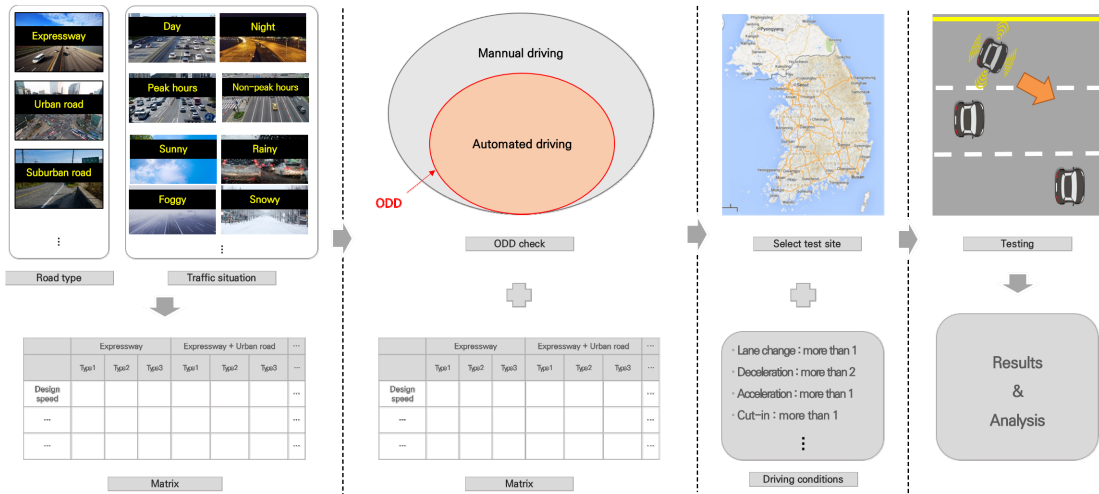 Expressway
Urban road
Suburban road
⋮
Road type
Day
Night
Peak hours
Non-peak hours
Sunny
Rainy
Foggy
Snowy
⋮
Traffic situation
Expressway Expressway + Urban road ...
Type1 Type2 Type3 Type1 Type2 Type3 ...
Design
speed ...
... ...
... ...
Matrix
Mannual driving
Automated driving
ODD
ODD check
Expressway Expressway + Urban road ...
Type1 Type2 Type3 Type1 Type2 Type3 ...
Design
speed ...
... ...
... ...
Matrix
Pyongyang
Select test site
· Lane change : more than 1
· Deceleration : more than 2
· Acceleration : more than 1
· Cut-in : more than 1
⋮
Driving conditions
Testing
Results
&
Analysis